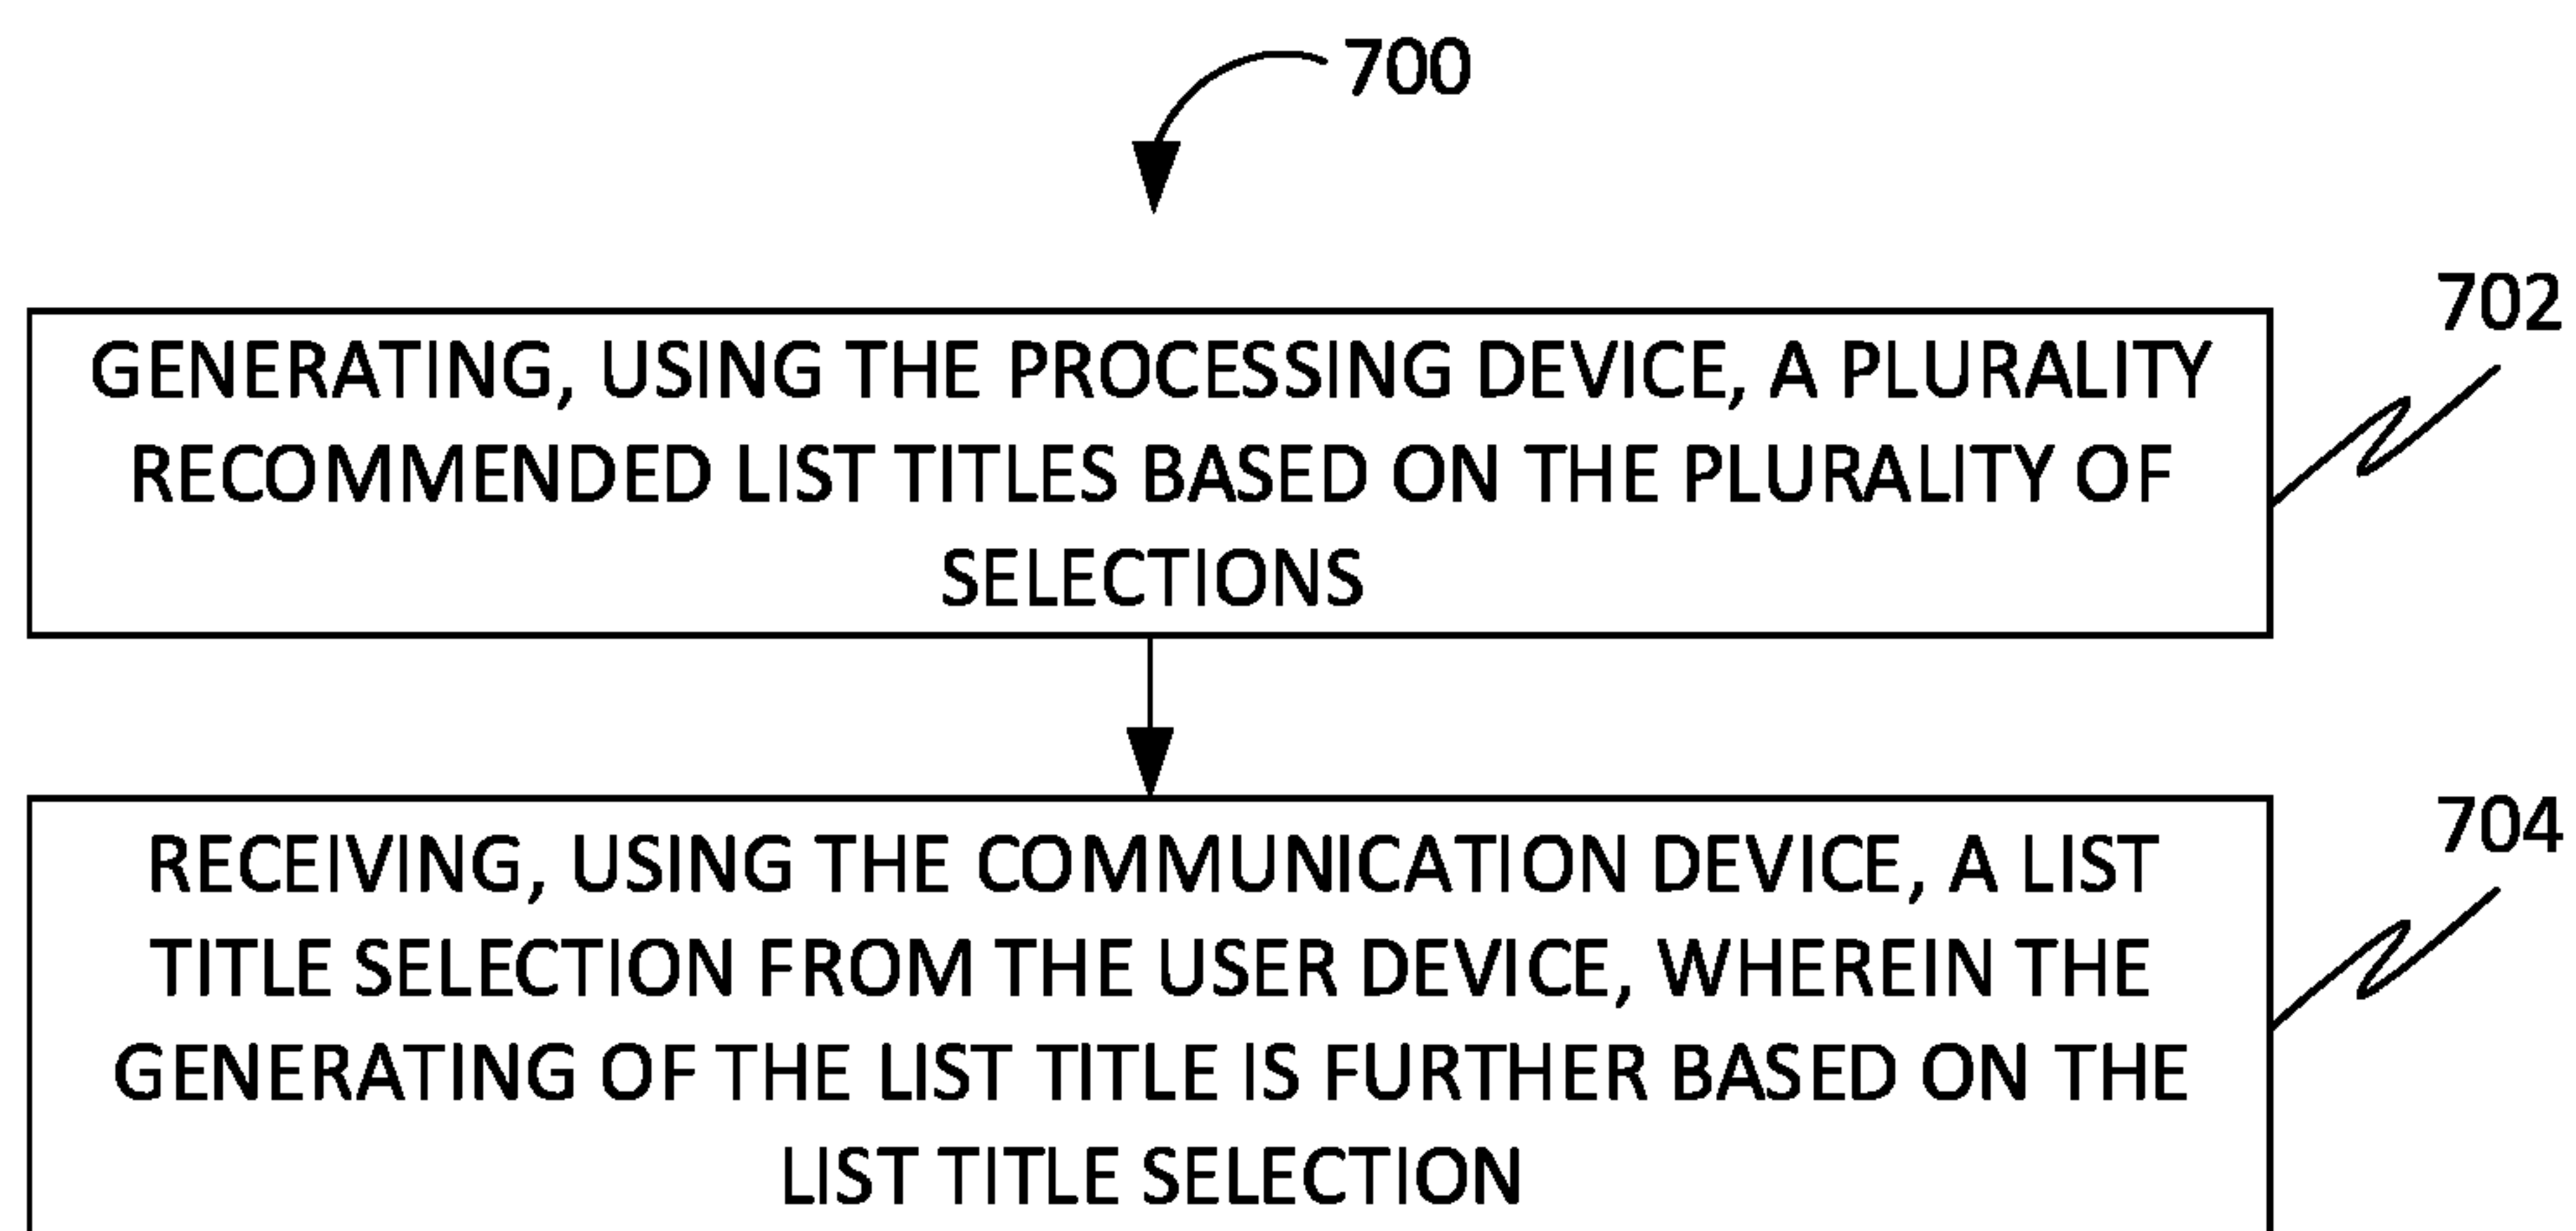 700
702
GENERATING, USING THE PROCESSING DEVICE, A PLURALITY
RECOMMENDED LIST TITLES BASED ON THE PLURALITY OF
SELECTIONS
704
RECEIVING, USING THE COMMUNICATION DEVICE, A LIST
TITLE SELECTION FROM THE USER DEVICE, WHEREIN THE
GENERATING OF THE LIST TITLE IS FURTHER BASED ON THE
LIST TITLE SELECTION